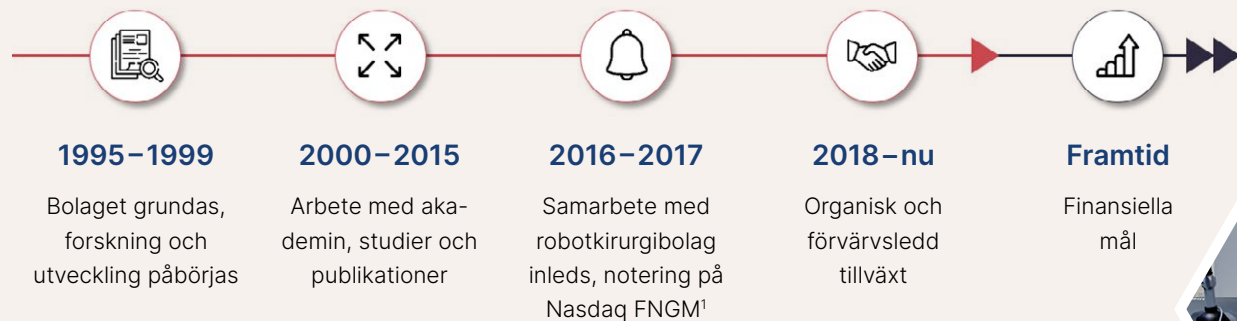 1995–1999
Bolaget grundas,
forskning och
utveckling påbörjas
2000–2015
Arbete med aka-
demin, studier och
publikationer
2016–2017
Samarbete med
robotkirurgibolag
inleds, notering på
Nasdaq FNGM¹
2018–nu
Organisk och
förvärvsledd
tillväxt
Framtid
Finansiella
mål